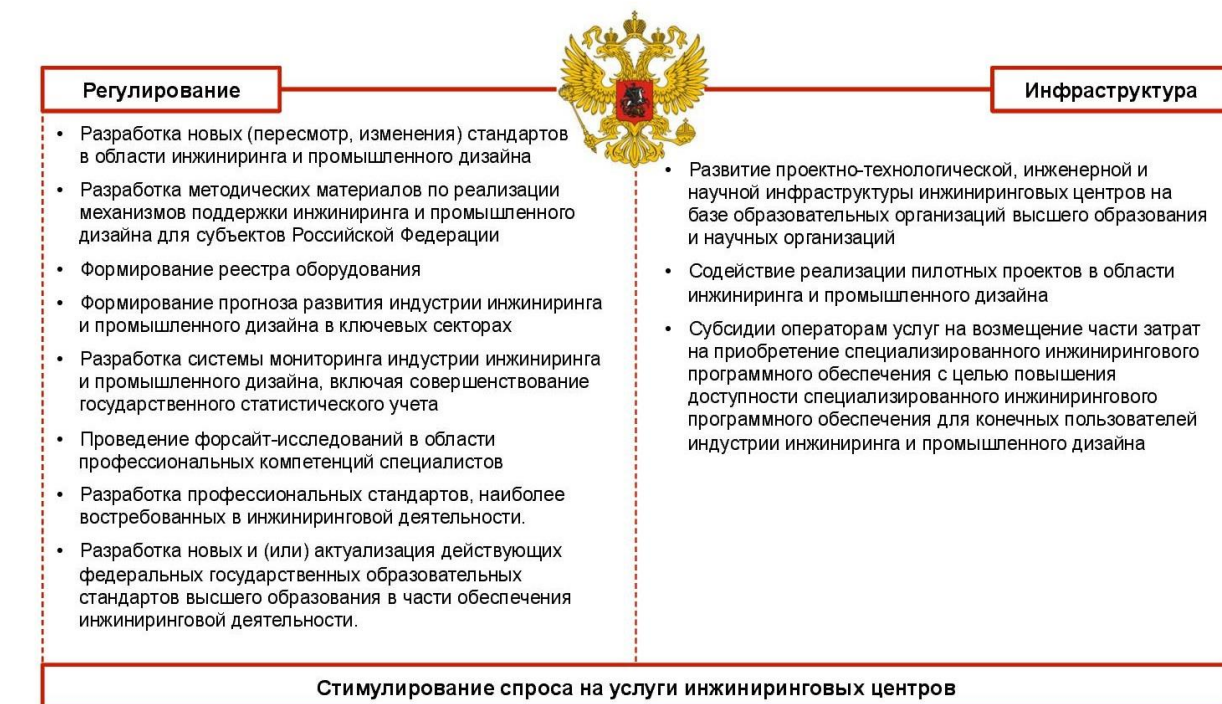 Регулирование
Инфраструктура
• Разработка новых (пересмотр, изменения) стандартов
в области инжиниринга и промышленного дизайна
• Разработка методических материалов по реализации
механизмов поддержки инжиниринга и промышленного
дизайна для субъектов Российской Федерации
• Формирование реестра оборудования
• Формирование прогноза развития индустрии инжиниринга
и промышленного дизайна в ключевых секторах
• Разработка системы мониторинга индустрии инжиниринга
и промышленного дизайна, включая совершенствование
государственного статистического учета
• Проведение форсайт-исследований в области
профессиональных компетенций специалистов
• Разработка профессиональных стандартов, наиболее
востребованных в инжиниринговой деятельности.
• Разработка новых и (или) актуализация действующих
федеральных государственных образовательных
стандартов высшего образования в части обеспечения
инжиниринговой деятельности.
• Развитие проектно-технологической, инженерной и
научной инфраструктуры инжиниринговых центров на
базе образовательных организаций высшего образования
и научных организаций
• Содействие реализации пилотных проектов в области
инжиниринга и промышленного дизайна
• Субсидии операторам услуг на возмещение части затрат
на приобретение специализированного инжинирингового
программного обеспечения с целью повышения
доступности специализированного инжинирингового
программного обеспечения для конечных пользователей
индустрии инжиниринга и промышленного дизайна
Стимулирование спроса на услуги инжиниринговых центров